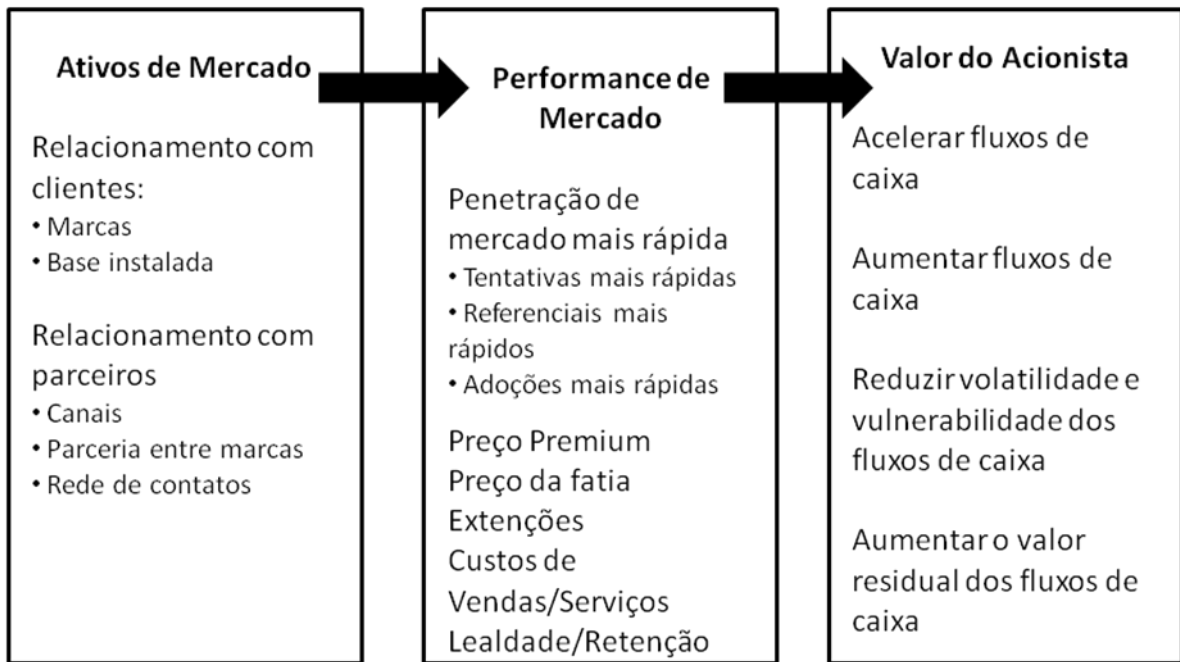 Ativos de Mercado
Relacionamento com
clientes:
• Marcas
• Base instalada
Relacionamento com
parceiros
• Canais
• Parceria entre marcas
• Rede de contatos
Performance de
Mercado
Penetração de
mercado mais rápida
• Tentativas mais rápidas
• Referenciais mais
rápidos
• Adoções mais rápidas
Preço Premium
Preço da fatia
Extenções
Custos de
Vendas/Serviços
Lealdade/Retenção
Valor do Acionista
Acelerar fluxos de
caixa
Aumentar fluxos de
caixa
Reduzir volatilidade e
vulnerabilidade dos
fluxos de caixa
Aumentar o valor
residual dos fluxos de
caixa